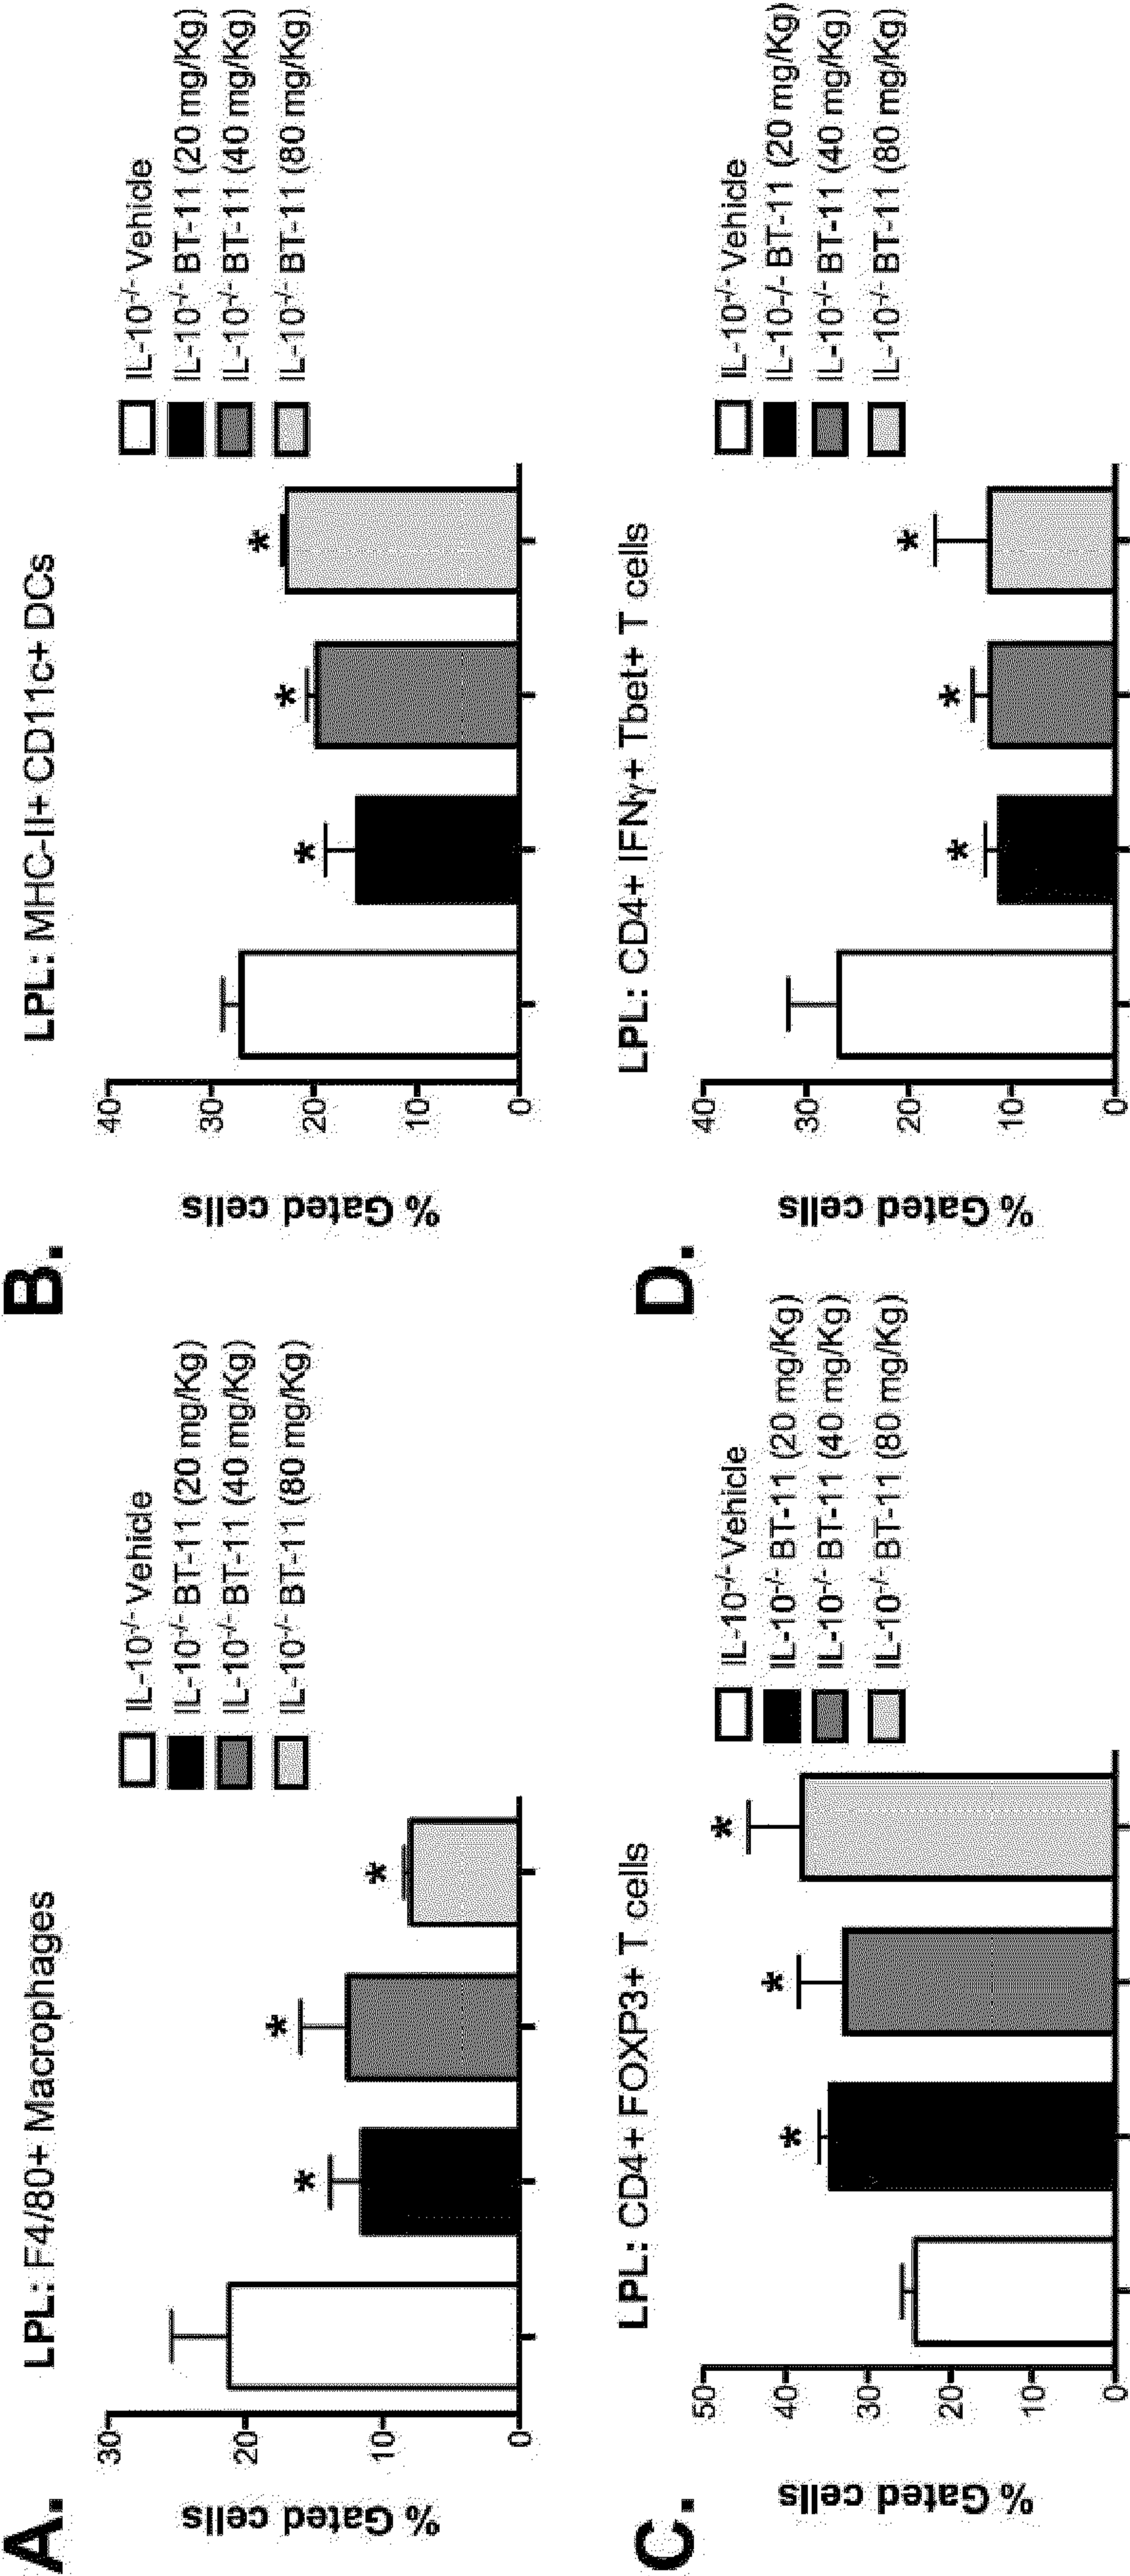 A.
LPL: F4/80+ Macrophages
% Gated cells
30
20
10
0
*
*
*
IL-10-/- Vehicle
IL-10-/- BT-11 (20 mg/Kg)
IL-10-/- BT-11 (40 mg/Kg)
IL-10-/- BT-11 (80 mg/Kg)
B.
LPL: MHC-II+ CD11c+ DCs
% Gated cells
40
30
20
10
0
*
*
*
IL-10-/- Vehicle
IL-10-/- BT-11 (20 mg/Kg)
IL-10-/- BT-11 (40 mg/Kg)
IL-10-/- BT-11 (80 mg/Kg)
C.
LPL: CD4+ FOXP3+ T cells
% Gated cells
50
40
30
20
10
0
*
*
*
IL-10-/- Vehicle
IL-10-/- BT-11 (20 mg/Kg)
IL-10-/- BT-11 (40 mg/Kg)
IL-10-/- BT-11 (80 mg/Kg)
D.
LPL: CD4+ IFNγ+ Tbet+ T cells
% Gated cells
40
30
20
10
0
*
*
*
IL-10-/- Vehicle
IL-10-/- BT-11 (20 mg/Kg)
IL-10-/- BT-11 (40 mg/Kg)
IL-10-/- BT-11 (80 mg/Kg)